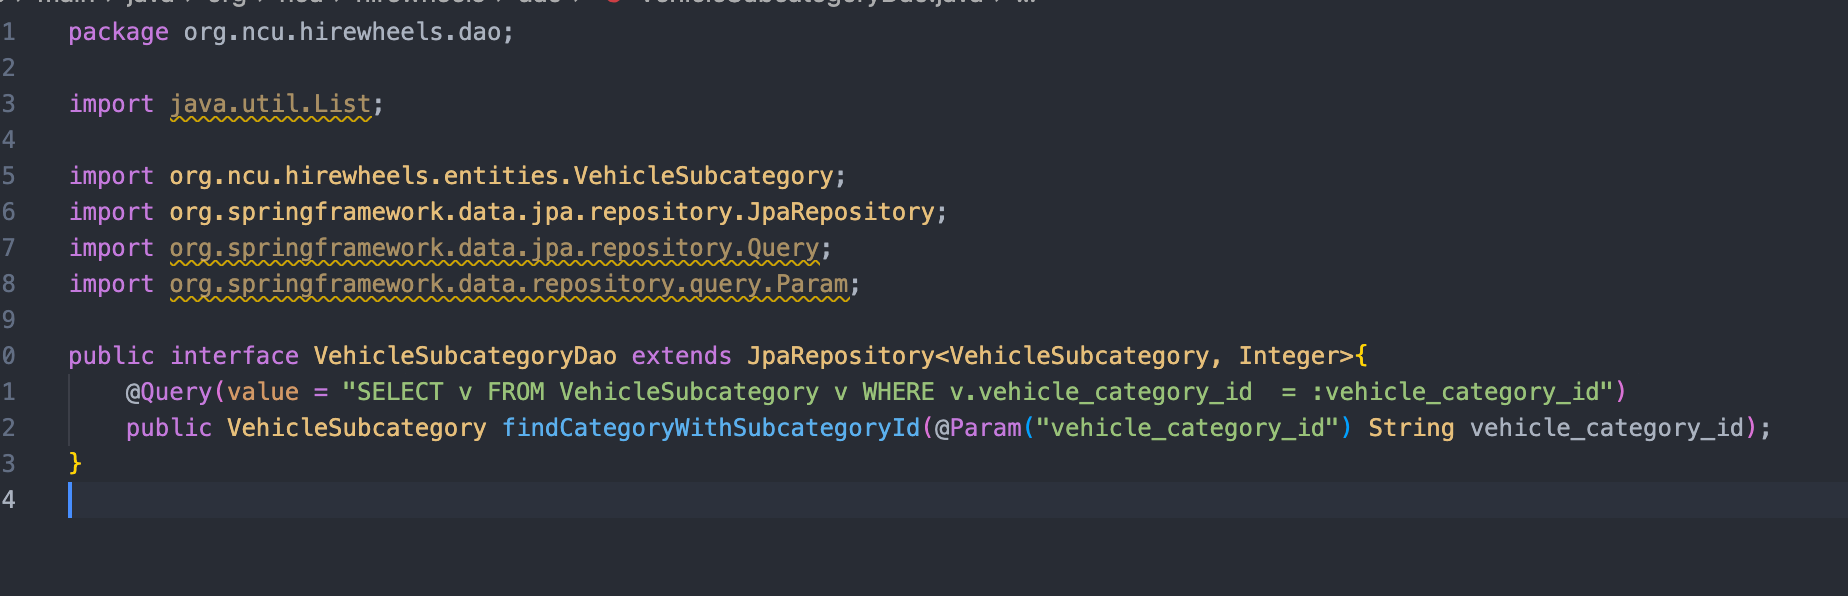 1 package org.ncu.hirewheels.dao;
2
3 import java.util.List;
4
5 import org.ncu.hirewheels.entities.VehicleSubcategory;
6 import org.springframework.data.jpa.repository.JpaRepository;
7 import org.springframework.data.jpa.repository.Query;
8 import org.springframework.data.repository.query.Param;
9
0 public interface VehicleSubcategoryDao extends JpaRepository<VehicleSubcategory, Integer>{
1 @Query(value = "SELECT v FROM VehicleSubcategory v WHERE v.vehicle_category_id  = :vehicle_category_id")
2 public VehicleSubcategory findCategoryWithSubcategoryId(@Param("vehicle_category_id") String vehicle_category_id);
3 }
4